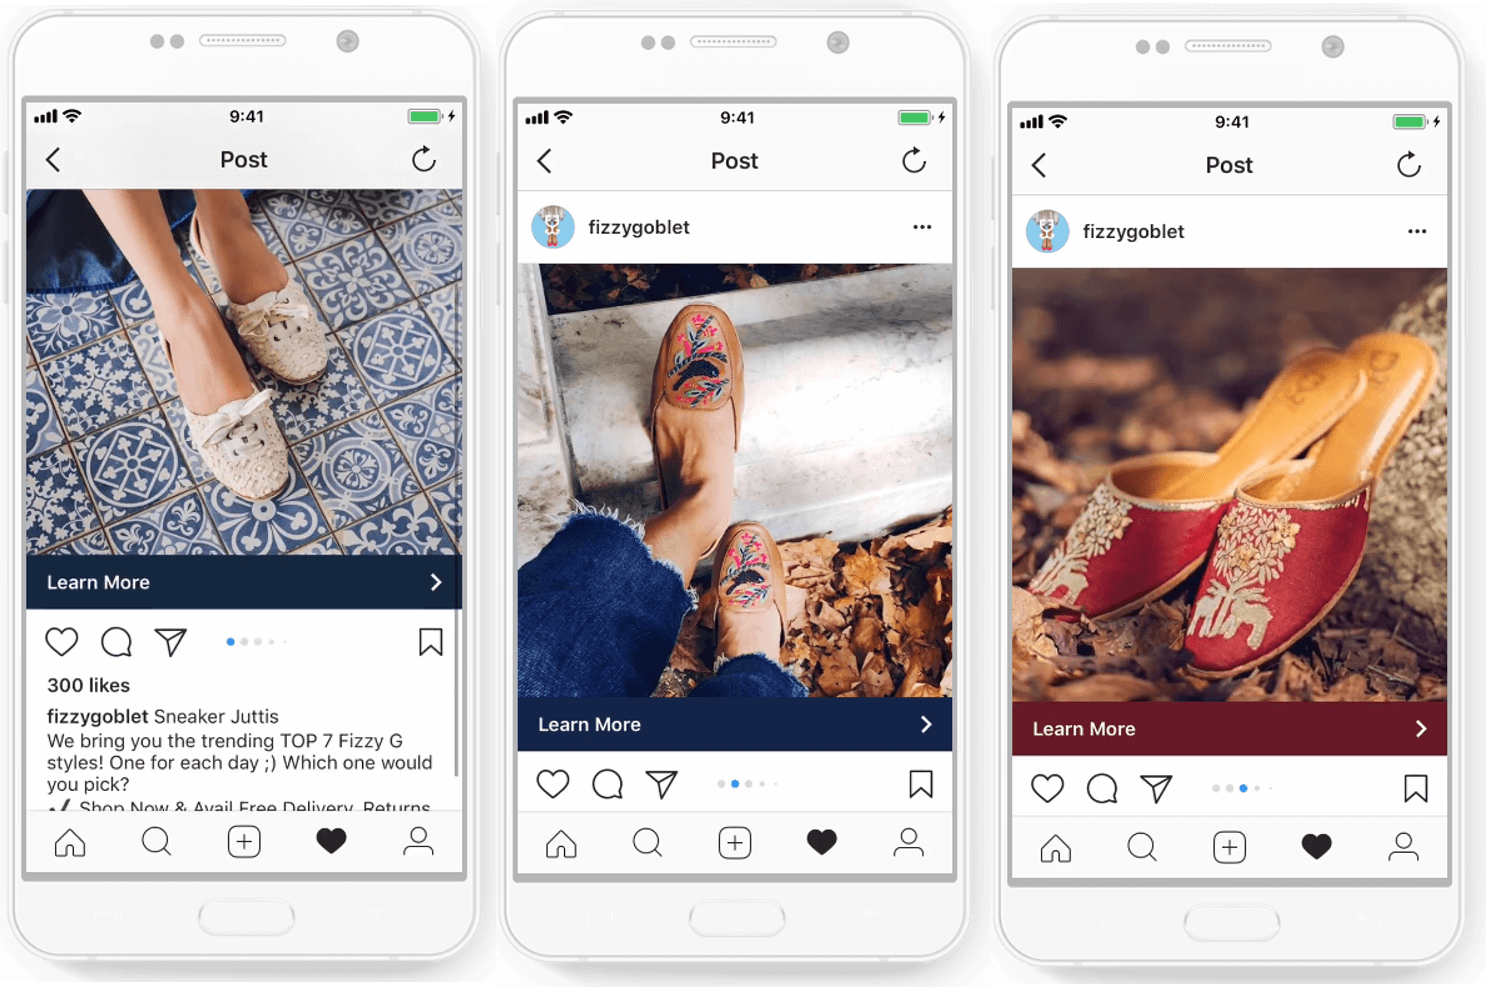 9:41
Post
Learn More
300 likes
fizzygoblet Sneaker Juttis
We bring you the trending TOP 7 Fizzy G
styles! One for each day ;) Which one would
you pick?
✔ Shop Now & Avail Free Delivery, Returns
9:41
Post
fizzygoblet
Learn More
9:41
Post
fizzygoblet
Learn More